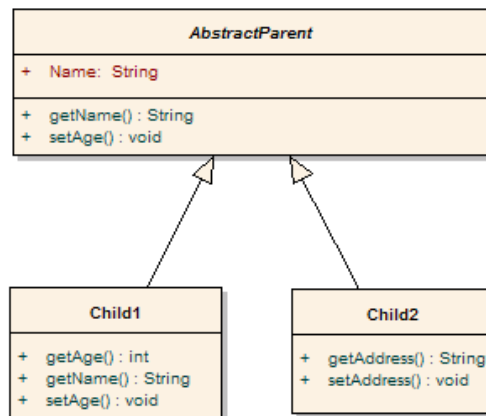 AbstractParent
+ Name: String
+ getName() : String
+ setAge() : void
Child1
+ getAge() : int
+ getName() : String
+ setAge() : void
Child2
+ getAddress() : String
+ setAddress() : void